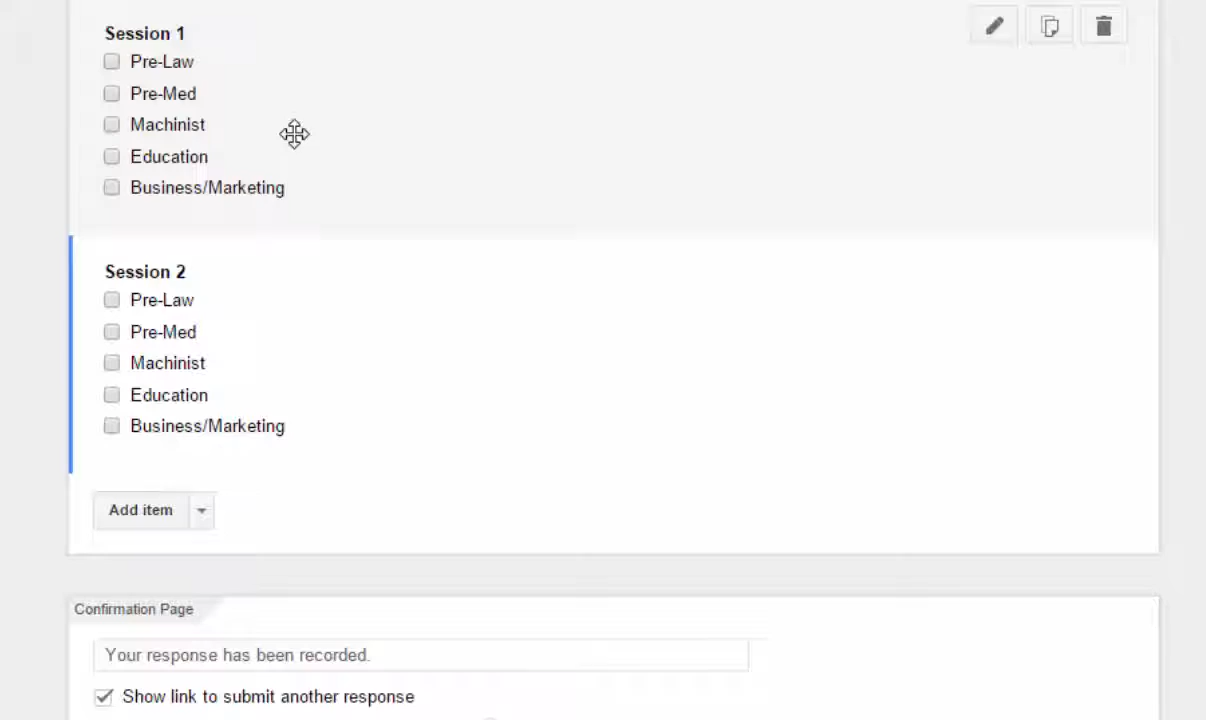 Session 1
Pre-Law
Pre-Med
Machinist
Education
Business/Marketing
Session 2
Pre-Law
Pre-Med
Machinist
Education
Business/Marketing
Add item
Confirmation Page
Your response has been recorded.
Show link to submit another response